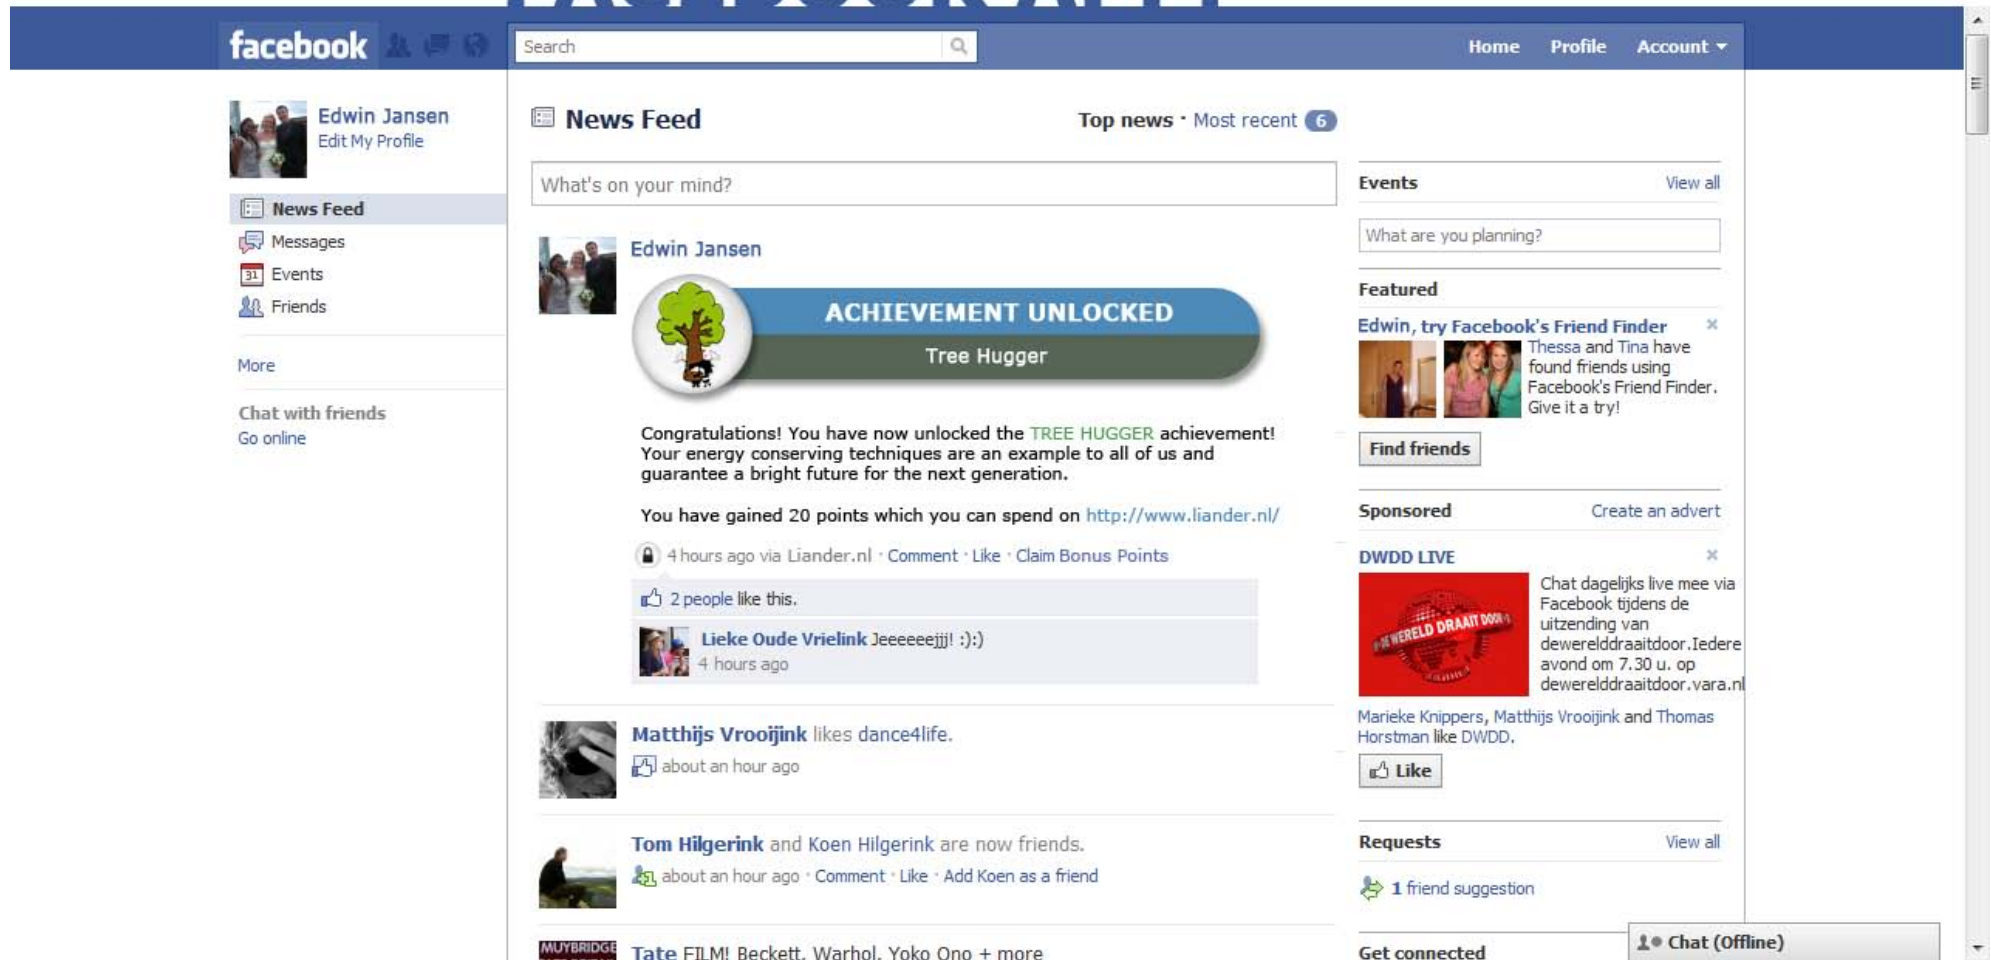 facebook
Search
Home Profile Account
Edwin Jansen
Edit My Profile
News Feed
Messages
31 Events
Friends
More
Chat with friends
Go online
News Feed
Top news · Most recent 6
What's on your mind?
Edwin Jansen
ACHIEVEMENT UNLOCKED
Tree Hugger
Congratulations! You have now unlocked the TREE HUGGER achievement!
Your energy conserving techniques are an example to all of us and
guarantee a bright future for the next generation.
You have gained 20 points which you can spend on http://www.liander.nl/
4 hours ago via Liander.nl · Comment · Like · Claim Bonus Points
2 people like this.
Lieke Oude Vrielink Jeeeeeejjj! :):)
4 hours ago
Matthijs Vrooijink likes dance4life.
about an hour ago
Tom Hilgerink and Koen Hilgerink are now friends.
about an hour ago · Comment · Like · Add Koen as a friend
MUYBRIDGE
Tate FILM! Beckett, Warhol, Yoko Ono + more
Events View all
What are you planning?
Featured
Edwin, try Facebook's Friend Finder
Thessa and Tina have
found friends using
Facebook's Friend Finder.
Give it a try!
Find friends
Sponsored Create an advert
DWDD LIVE
DE WERELD DRAAIT DOOR
Chat dagelijks live mee via
Facebook tijdens de
uitzending van
dewerelddraaitdoor.Iedere
avond om 7.30 u. op
dewerelddraaitdoor.vara.nl
Marieke Knippers, Matthijs Vrooijink and Thomas
Horstman like DWDD.
Like
Requests View all
1 friend suggestion
Get connected
Chat (Offline)